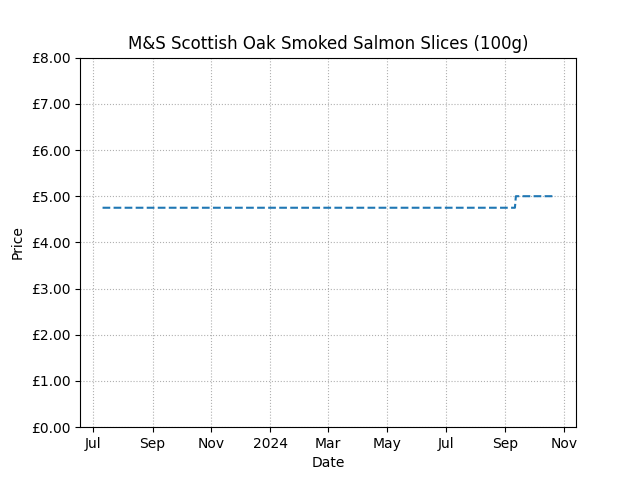 M&S Scottish Oak Smoked Salmon Slices (100g)
£8.00
£7.00
£6.00
£5.00
£4.00
£3.00
£2.00
£1.00
£0.00
Price
Jul Sep Nov 2024 Mar May Jul Sep Nov
Date